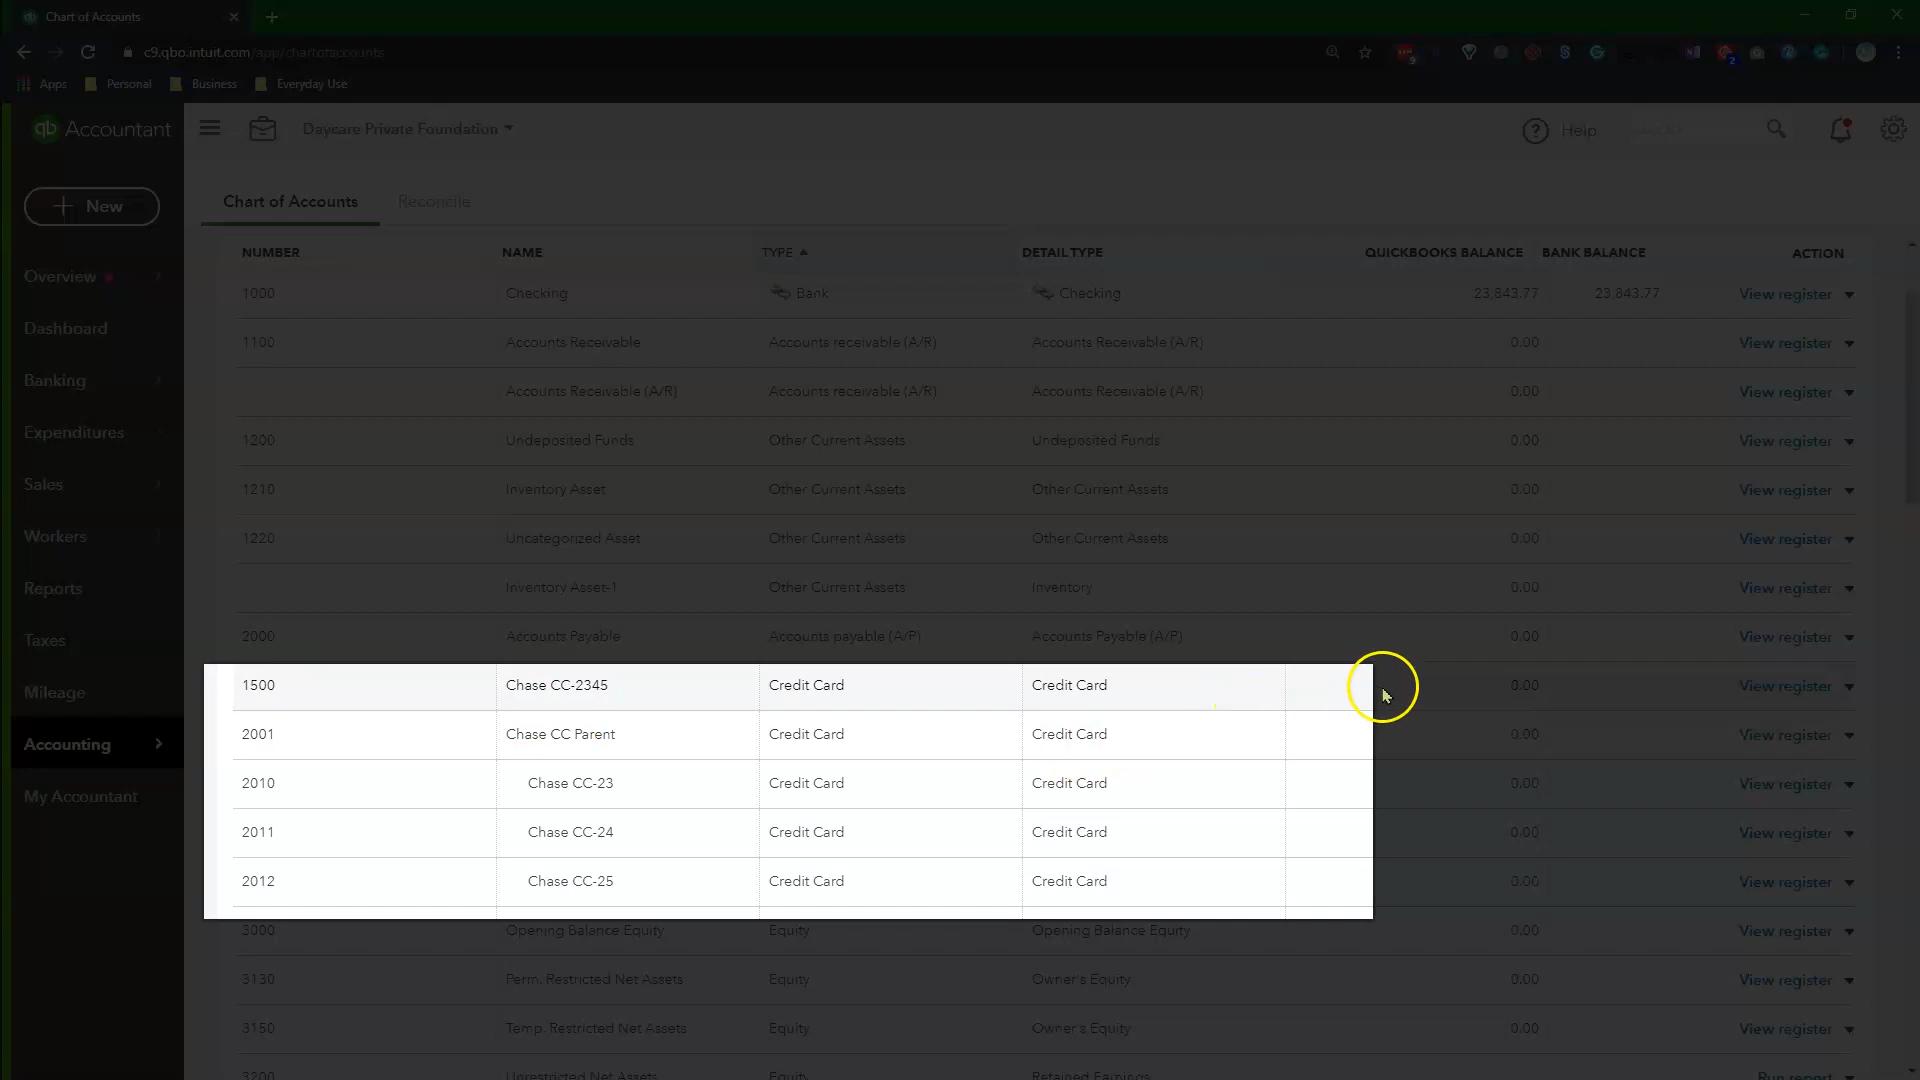 Chart of Accounts
c9.qbo.intuit.com/app/chartofaccounts
9
2
Apps Personal Business Everyday Use
qb Accountant
Daycare Private Foundation
Help
New
Chart of Accounts Reconcile
NUMBER NAME TYPE DETAIL TYPE QUICKBOOKS BALANCE BANK BALANCE ACTION
1000 Checking Bank Checking 23,843.77 23,843.77 View register
1100 Accounts Receivable Accounts receivable (A/R) Accounts Receivable (A/R) 0.00 View register
Accounts Receivable (A/R) Accounts receivable (A/R) Accounts Receivable (A/R) 0.00 View register
1200 Undeposited Funds Other Current Assets Undeposited Funds 0.00 View register
1210 Inventory Asset Other Current Assets Other Current Assets 0.00 View register
1220 Uncategorized Asset Other Current Assets Other Current Assets 0.00 View register
Inventory Asset-1 Other Current Assets Inventory 0.00 View register
2000 Accounts Payable Accounts payable (A/P) Accounts Payable (A/P) 0.00 View register
1500 Chase CC-2345 Credit Card Credit Card 0.00 View register
2001 Chase CC Parent Credit Card Credit Card 0.00 View register
2010 Chase CC-23 Credit Card Credit Card 0.00 View register
2011 Chase CC-24 Credit Card Credit Card 0.00 View register
2012 Chase CC-25 Credit Card Credit Card 0.00 View register
3000 Opening Balance Equity Equity Opening Balance Equity 0.00 View register
3130 Perm. Restricted Net Assets Equity Owner's Equity 0.00 View register
3150 Temp. Restricted Net Assets Equity Owner's Equity 0.00 View register
3200 Unrestricted Net Assets Equity Retained Earnings Run report
Overview
Dashboard
Banking
Expenditures
Sales
Workers
Reports
Taxes
Mileage
Accounting
My Accountant